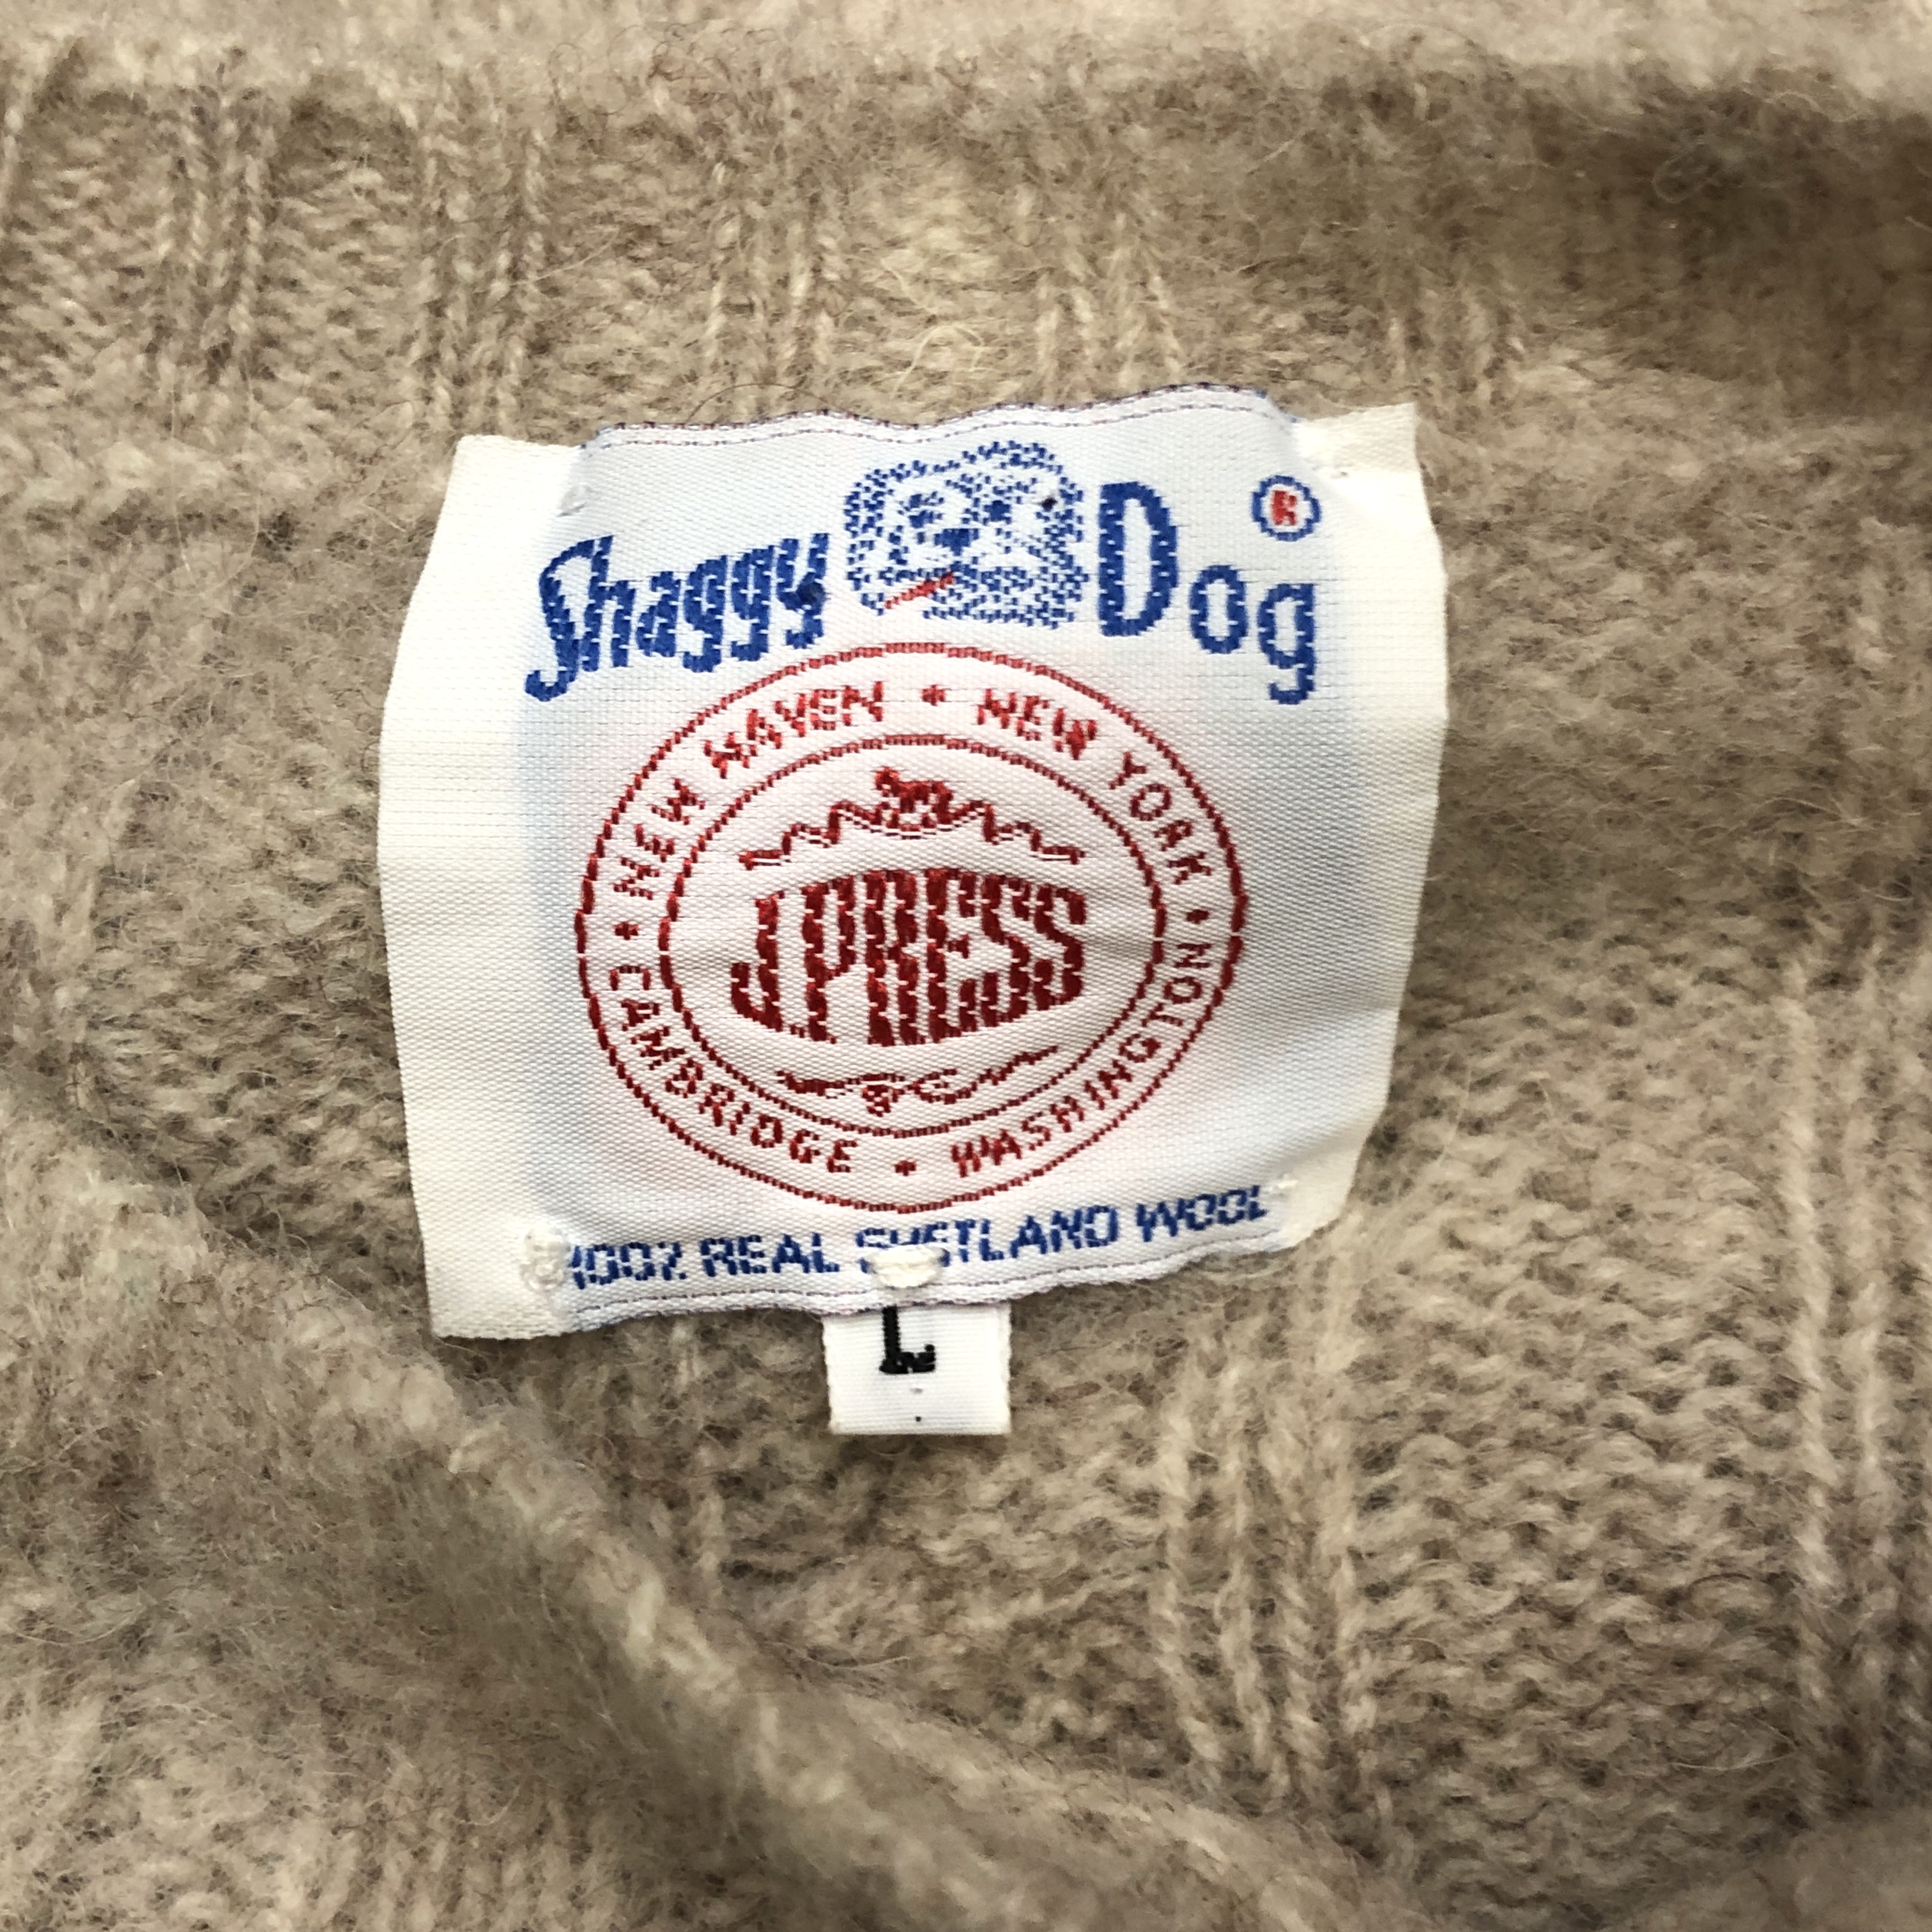 Shaggy Dog ®
NEW HAVEN • NEW YORK • WASHINGTON • CAMBRIDGE •
J.PRESS
100% REAL SHETLAND WOOL
L